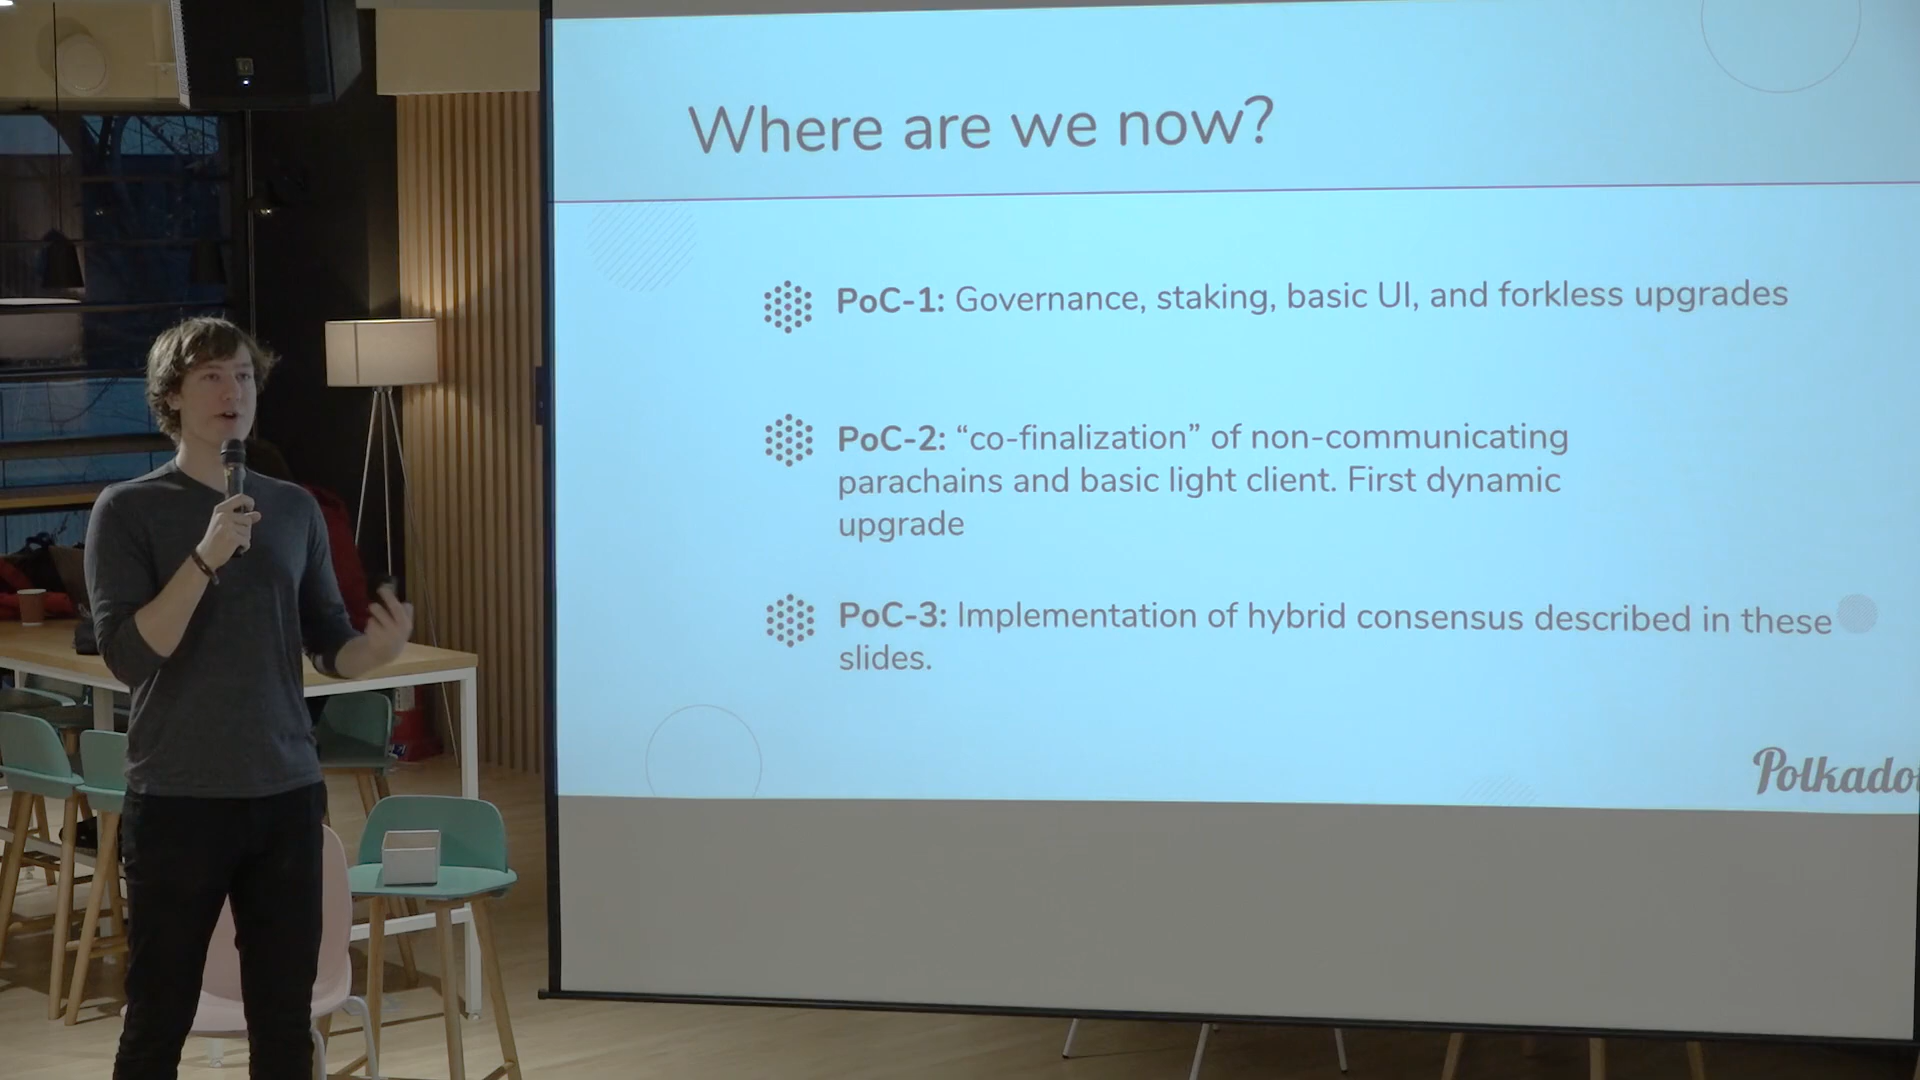 Where are we now?
PoC-1: Governance, staking, basic UI, and forkless upgrades
PoC-2: “co-finalization” of non-communicating
parachains and basic light client. First dynamic
upgrade
PoC-3: Implementation of hybrid consensus described in these
slides.
Polkadot